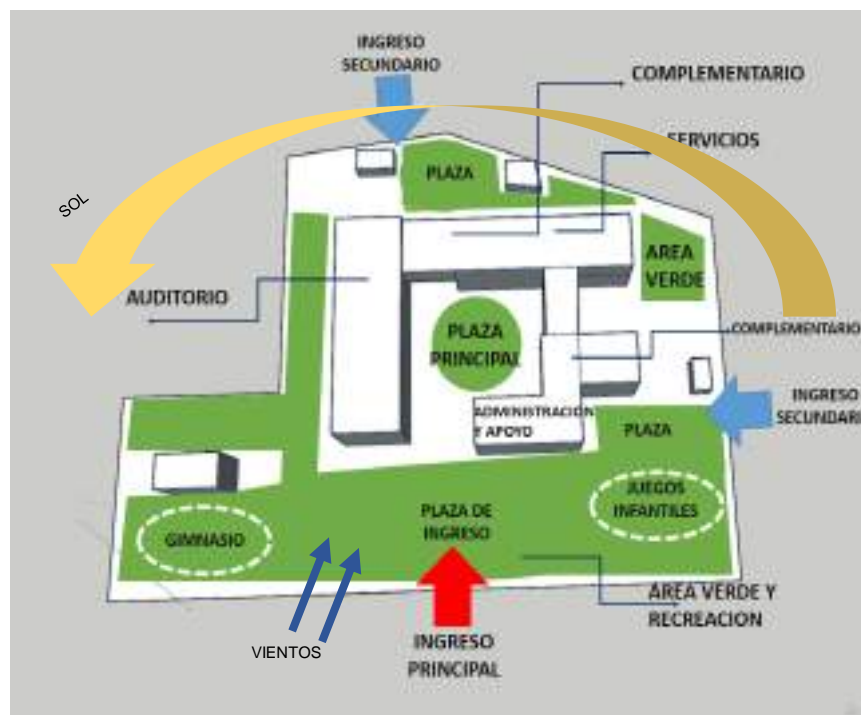 INGRESO
SECUNDARIO
COMPLEMENTARIO
SERVICIOS
PLAZA
SOL
AREA
VERDE
AUDITORIO
PLAZA
PRINCIPAL
COMPLEMENTARIO
INGRESO
SECUNDARI
ADMINISTRACION
Y APOYO
PLAZA
JUEGOS
INFANTILES
PLAZA DE
INGRESO
GIMNASIO
AREA VERDE Y
RECREACION
VIENTOS
INGRESO
PRINCIPAL